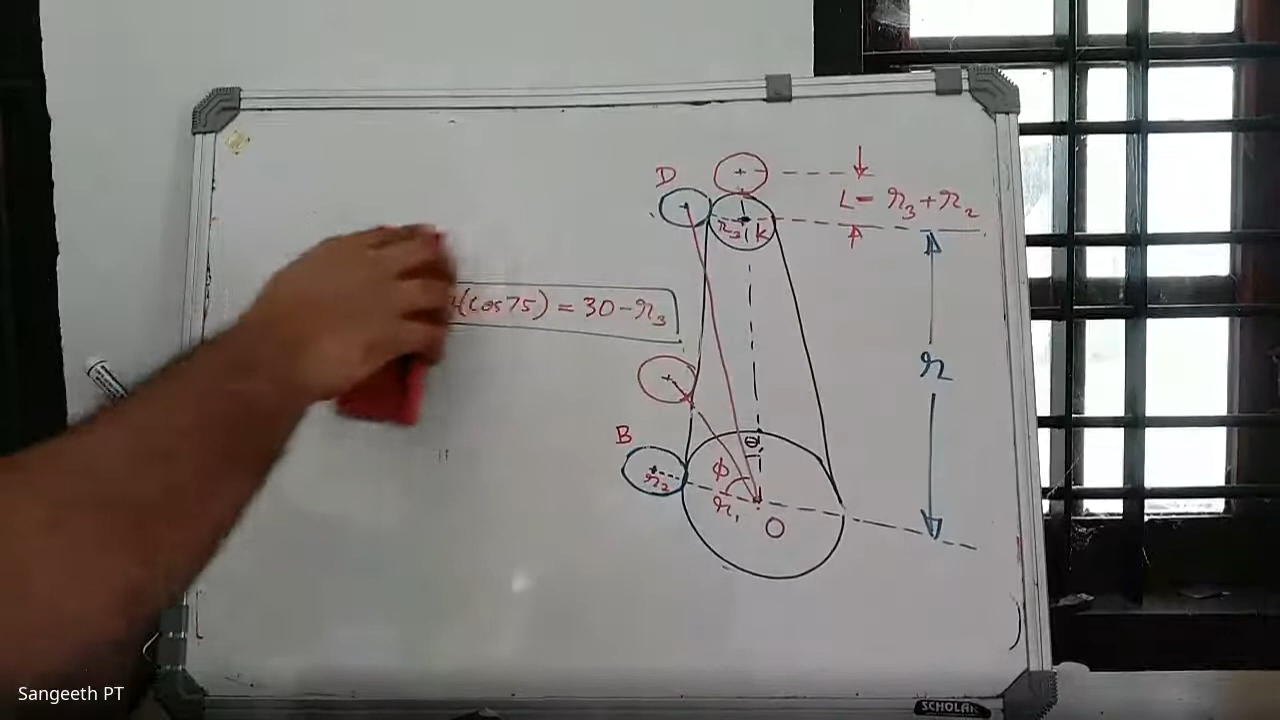 D
L = r₃ + r₂
r₃
K
(cos75) = 30 - r₃
r
B
θ
r₂
ϕ
r₁
O
SCHOLAR
Sangeeth PT